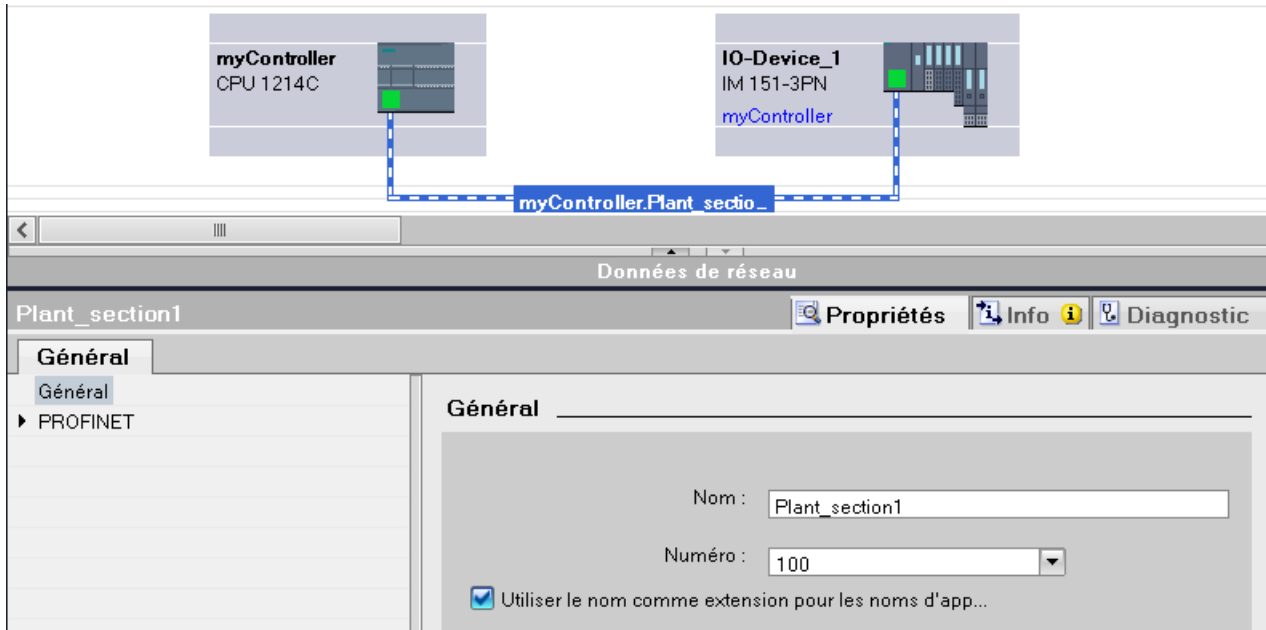 myController
CPU 1214C
IO-Device_1
IM 151-3PN
myController
myController.Plant_sectio...
Données de réseau
Plant_section1
Propriétés
Info
Diagnostic
Général
Général
PROFINET
Général
Nom :
Plant_section1
Numéro :
100
Utiliser le nom comme extension pour les noms d'app...